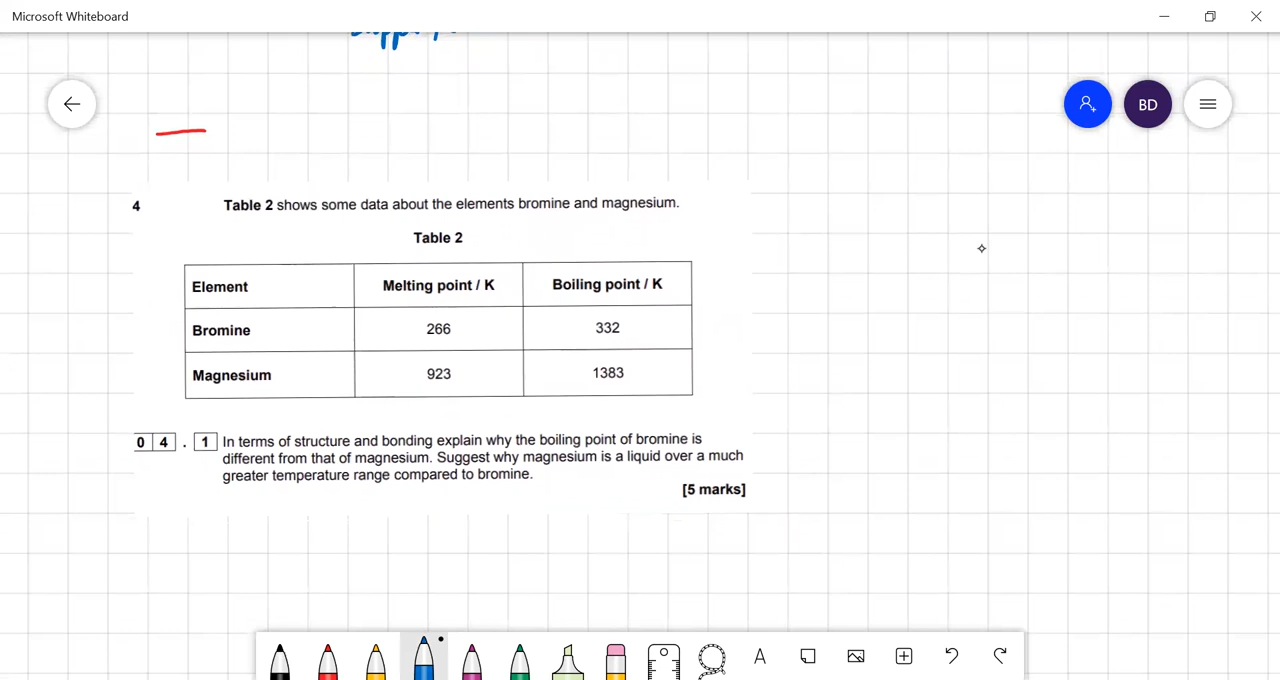 Microsoft Whiteboard
BD
4 Table 2 shows some data about the elements bromine and magnesium.
Table 2
Element Melting point / K Boiling point / K
Bromine 266 332
Magnesium 923 1383
0 4 . 1 In terms of structure and bonding explain why the boiling point of bromine is
different from that of magnesium. Suggest why magnesium is a liquid over a much
greater temperature range compared to bromine.
[5 marks]
A